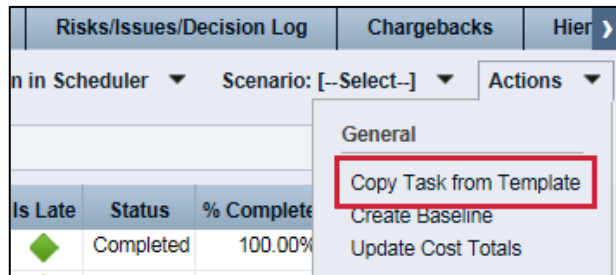 Risks/Issues/Decision Log Chargebacks Hier
n in Scheduler Scenario: [--Select--] Actions
General
Copy Task from Template
Create Baseline
Update Cost Totals
Is Late Status % Complete
Completed 100.00%